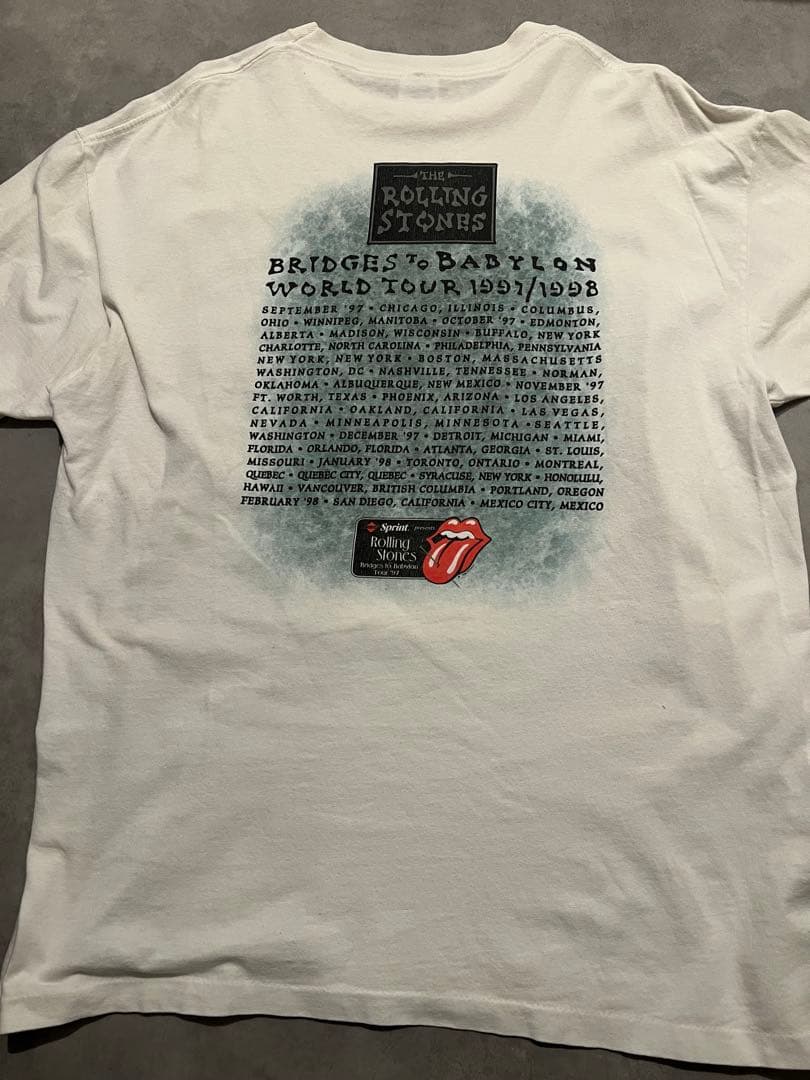 THE
ROLLING
STONES
BRIDGES TO BABYLON
WORLD TOUR 1997/1998
SEPTEMBER '97 • CHICAGO, ILLINOIS • COLUMBUS,
OHIO • WINNIPEG, MANITOBA • OCTOBER '97 • EDMONTON,
ALBERTA • MADISON, WISCONSIN • BUFFALO, NEW YORK
CHARLOTTE, NORTH CAROLINA • PHILADELPHIA, PENNSYLVANIA
NEW YORK, NEW YORK • BOSTON, MASSACHUSETTS
WASHINGTON, DC • NASHVILLE, TENNESSEE • NORMAN,
OKLAHOMA • ALBUQUERQUE, NEW MEXICO • NOVEMBER '97
FT. WORTH, TEXAS • PHOENIX, ARIZONA • LOS ANGELES,
CALIFORNIA • OAKLAND, CALIFORNIA • LAS VEGAS,
NEVADA • MINNEAPOLIS, MINNESOTA • SEATTLE,
WASHINGTON • DECEMBER '97 • DETROIT, MICHIGAN • MIAMI,
FLORIDA • ORLANDO, FLORIDA • ATLANTA, GEORGIA • ST. LOUIS,
MISSOURI • JANUARY '98 • TORONTO, ONTARIO • MONTREAL,
QUEBEC • QUEBEC CITY, QUEBEC • SYRACUSE, NEW YORK • HONOLULU,
HAWAII • VANCOUVER, BRITISH COLUMBIA • PORTLAND, OREGON
FEBRUARY '98 • SAN DIEGO, CALIFORNIA • MEXICO CITY, MEXICO
Sprint. presents
Rolling
Stones
Bridges to Babylon
Tour '97